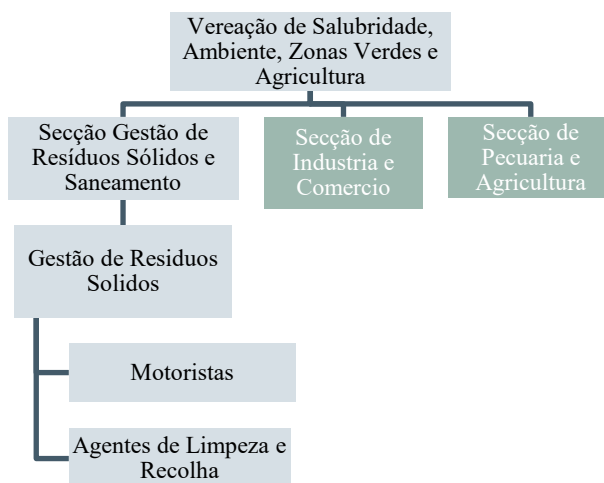 Vereação de Salubridade,
Ambiente, Zonas Verdes e
Agricultura
Secção Gestão de
Resíduos Sólidos e
Saneamento
Secção de
Industria e
Comercio
Secção de
Pecuaria e
Agricultura
Gestão de Residuos
Solidos
Motoristas
Agentes de Limpeza e
Recolha